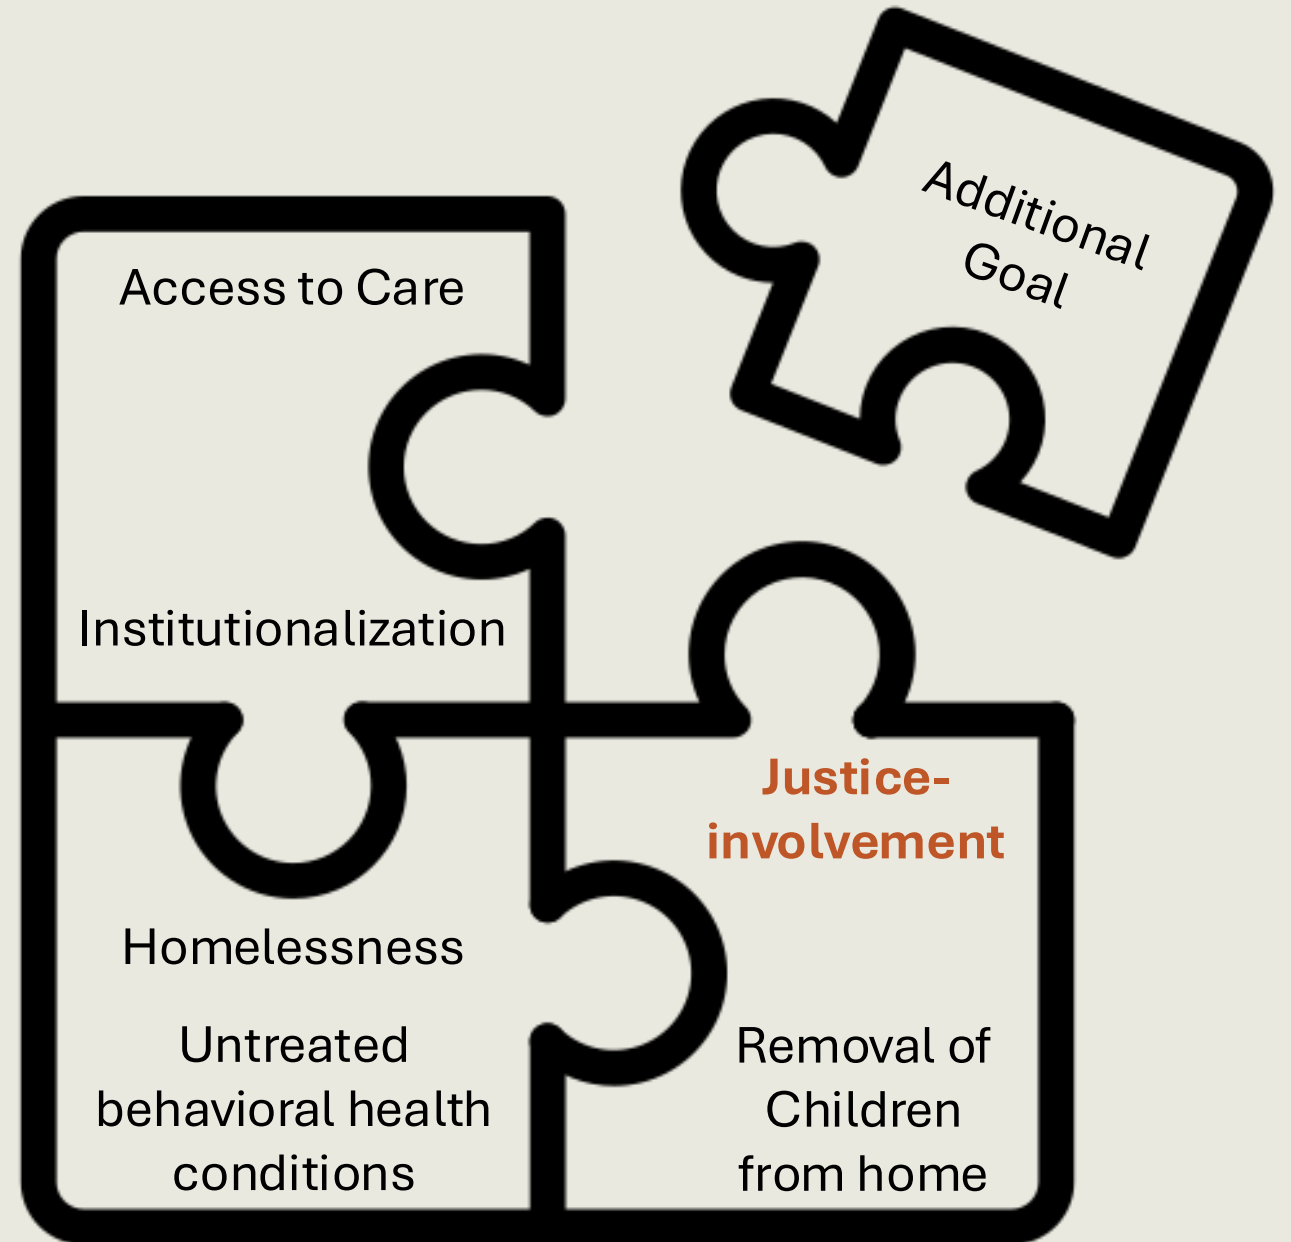 Additional
Goal
Access to Care
Institutionalization
Justice-
involvement
Homelessness
Untreated
behavioral health
conditions
Removal of
Children
from home